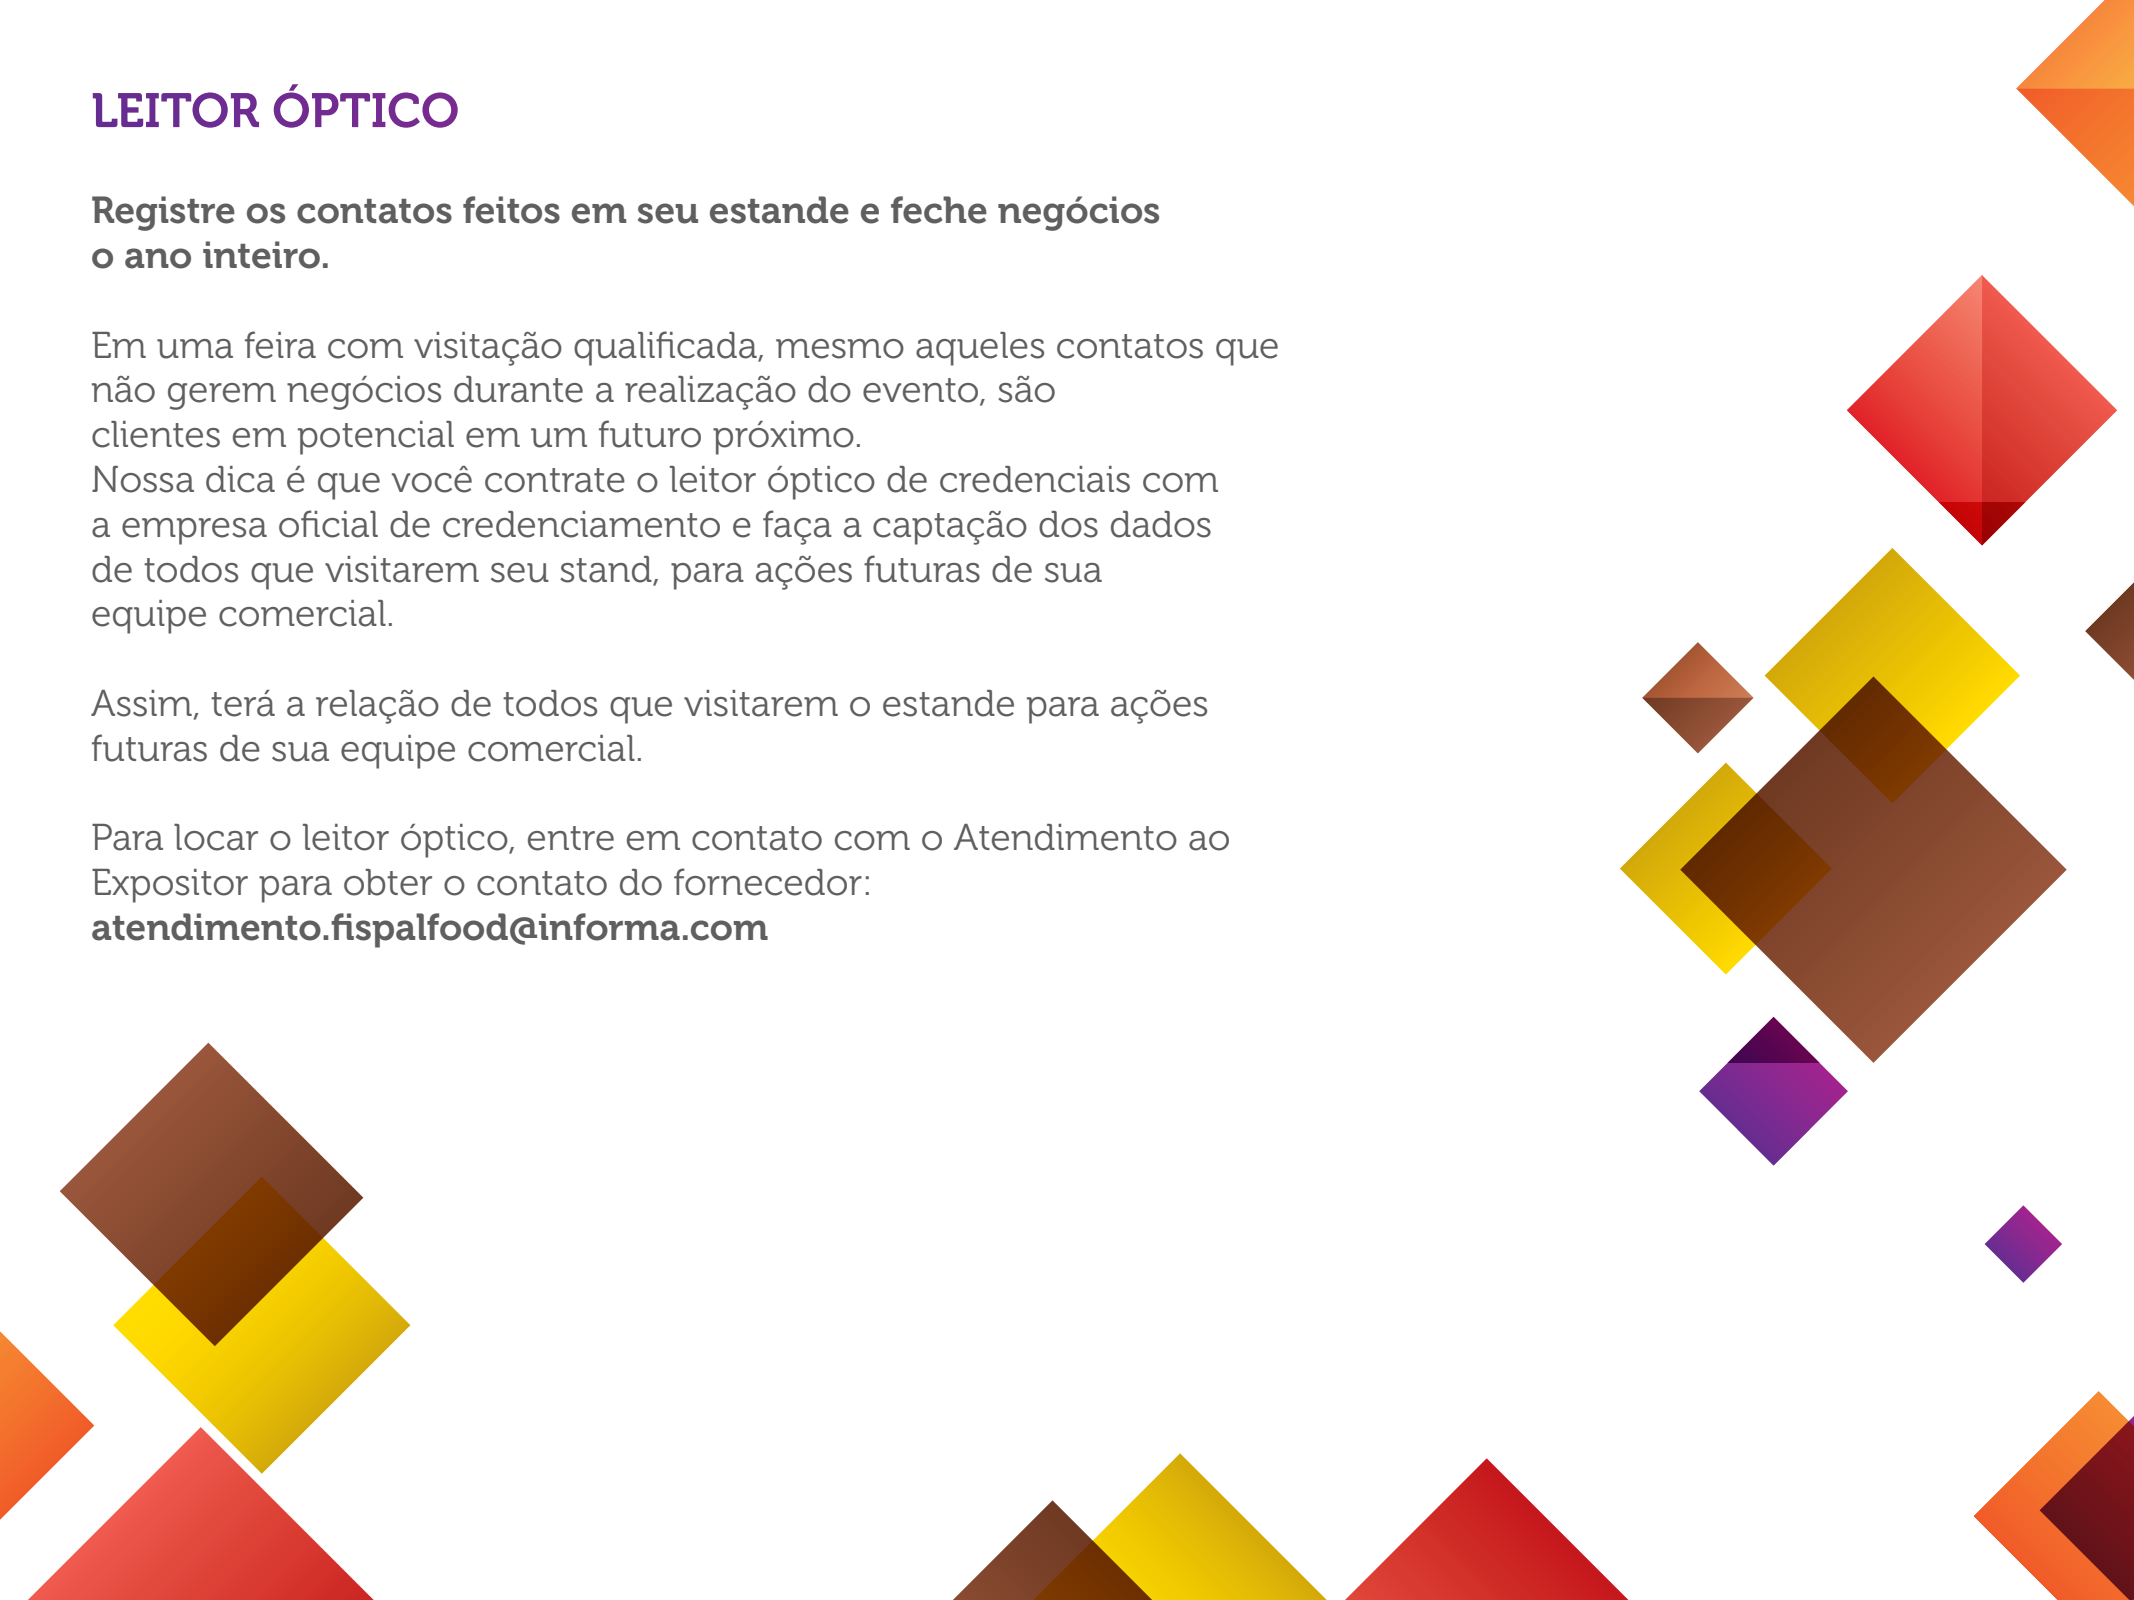 LEITOR ÓPTICO
Registre os contatos feitos em seu estande e feche negócios
o ano inteiro.
Em uma feira com visitação qualificada, mesmo aqueles contatos que
não gerem negócios durante a realização do evento, são
clientes em potencial em um futuro próximo.
Nossa dica é que você contrate o leitor óptico de credenciais com
a empresa oficial de credenciamento e faça a captação dos dados
de todos que visitarem seu stand, para ações futuras de sua
equipe comercial.
Assim, terá a relação de todos que visitarem o estande para ações
futuras de sua equipe comercial.
Para locar o leitor óptico, entre em contato com o Atendimento ao
Expositor para obter o contato do fornecedor:
atendimento.fispalfood@informa.com